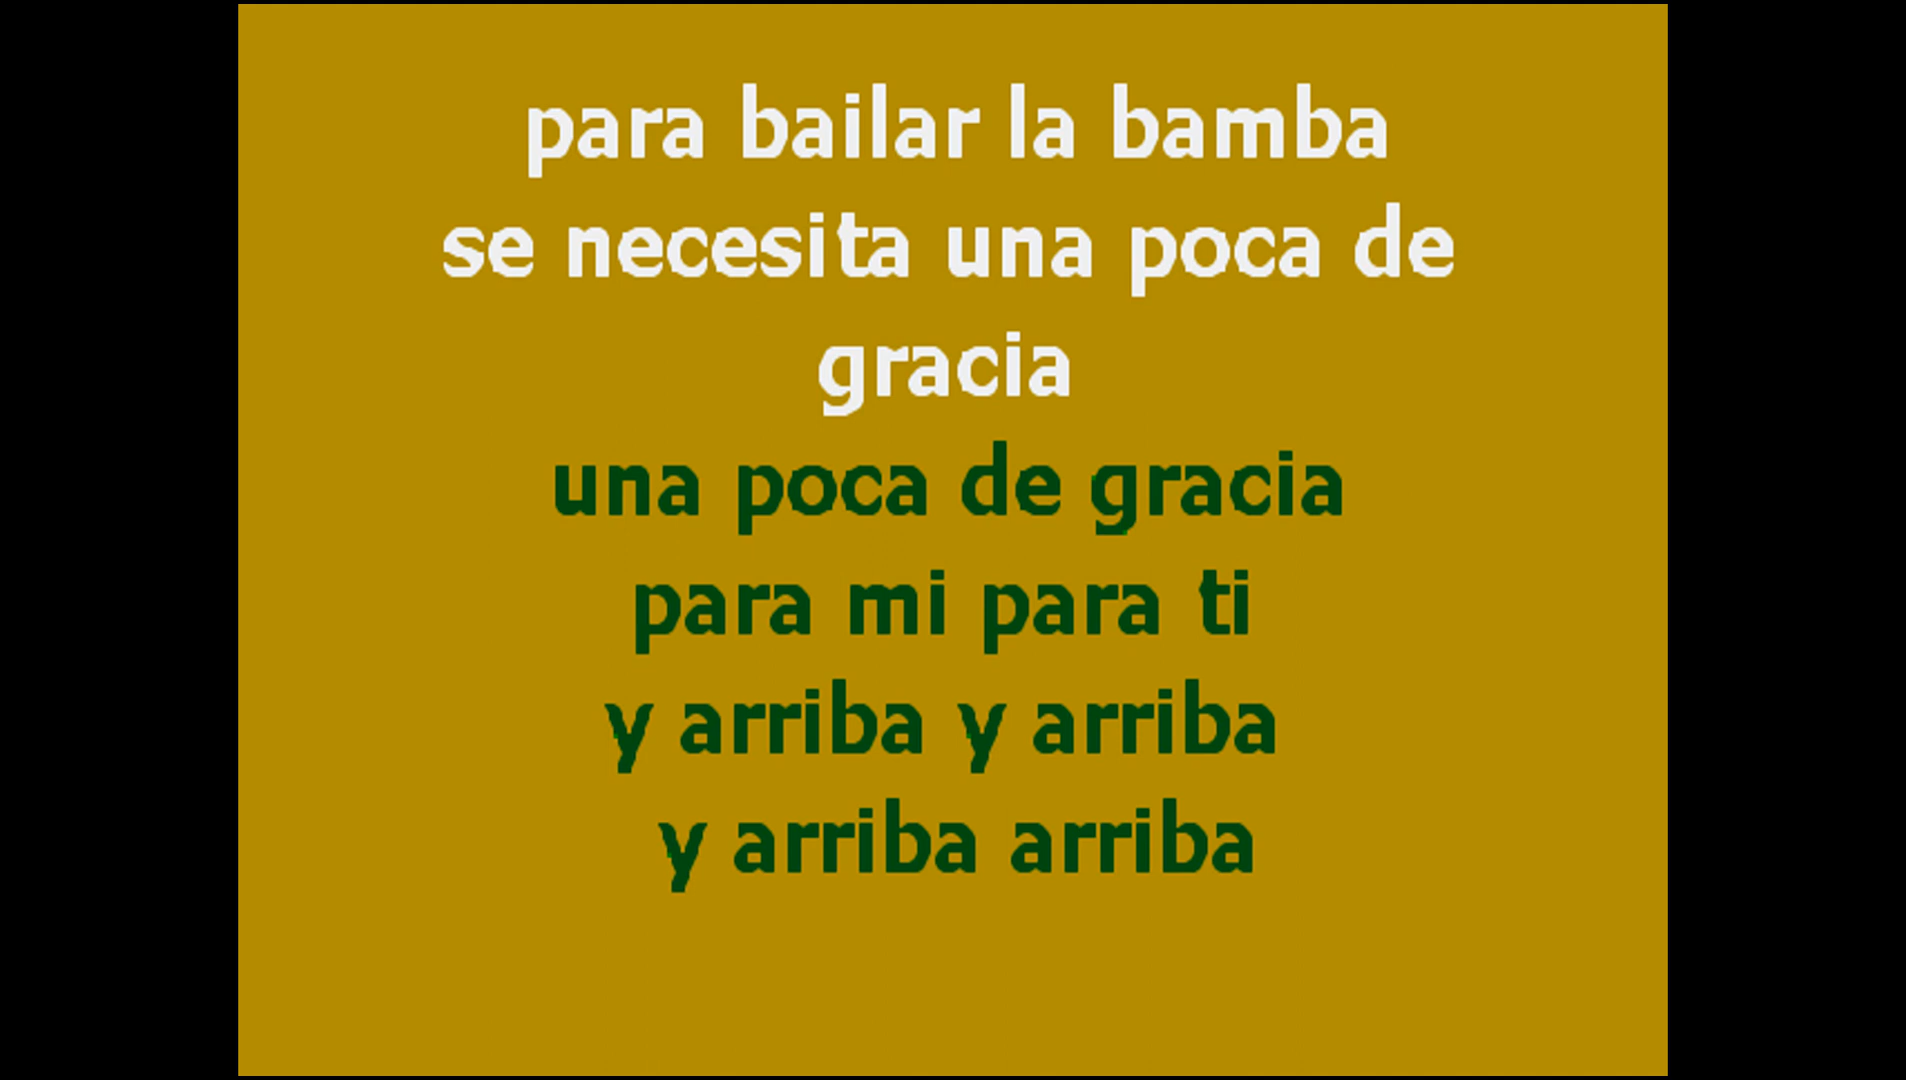 para bailar la bamba
se necesita una poca de
gracia
una poca de gracia
para mi para ti
y arriba y arriba
y arriba arriba